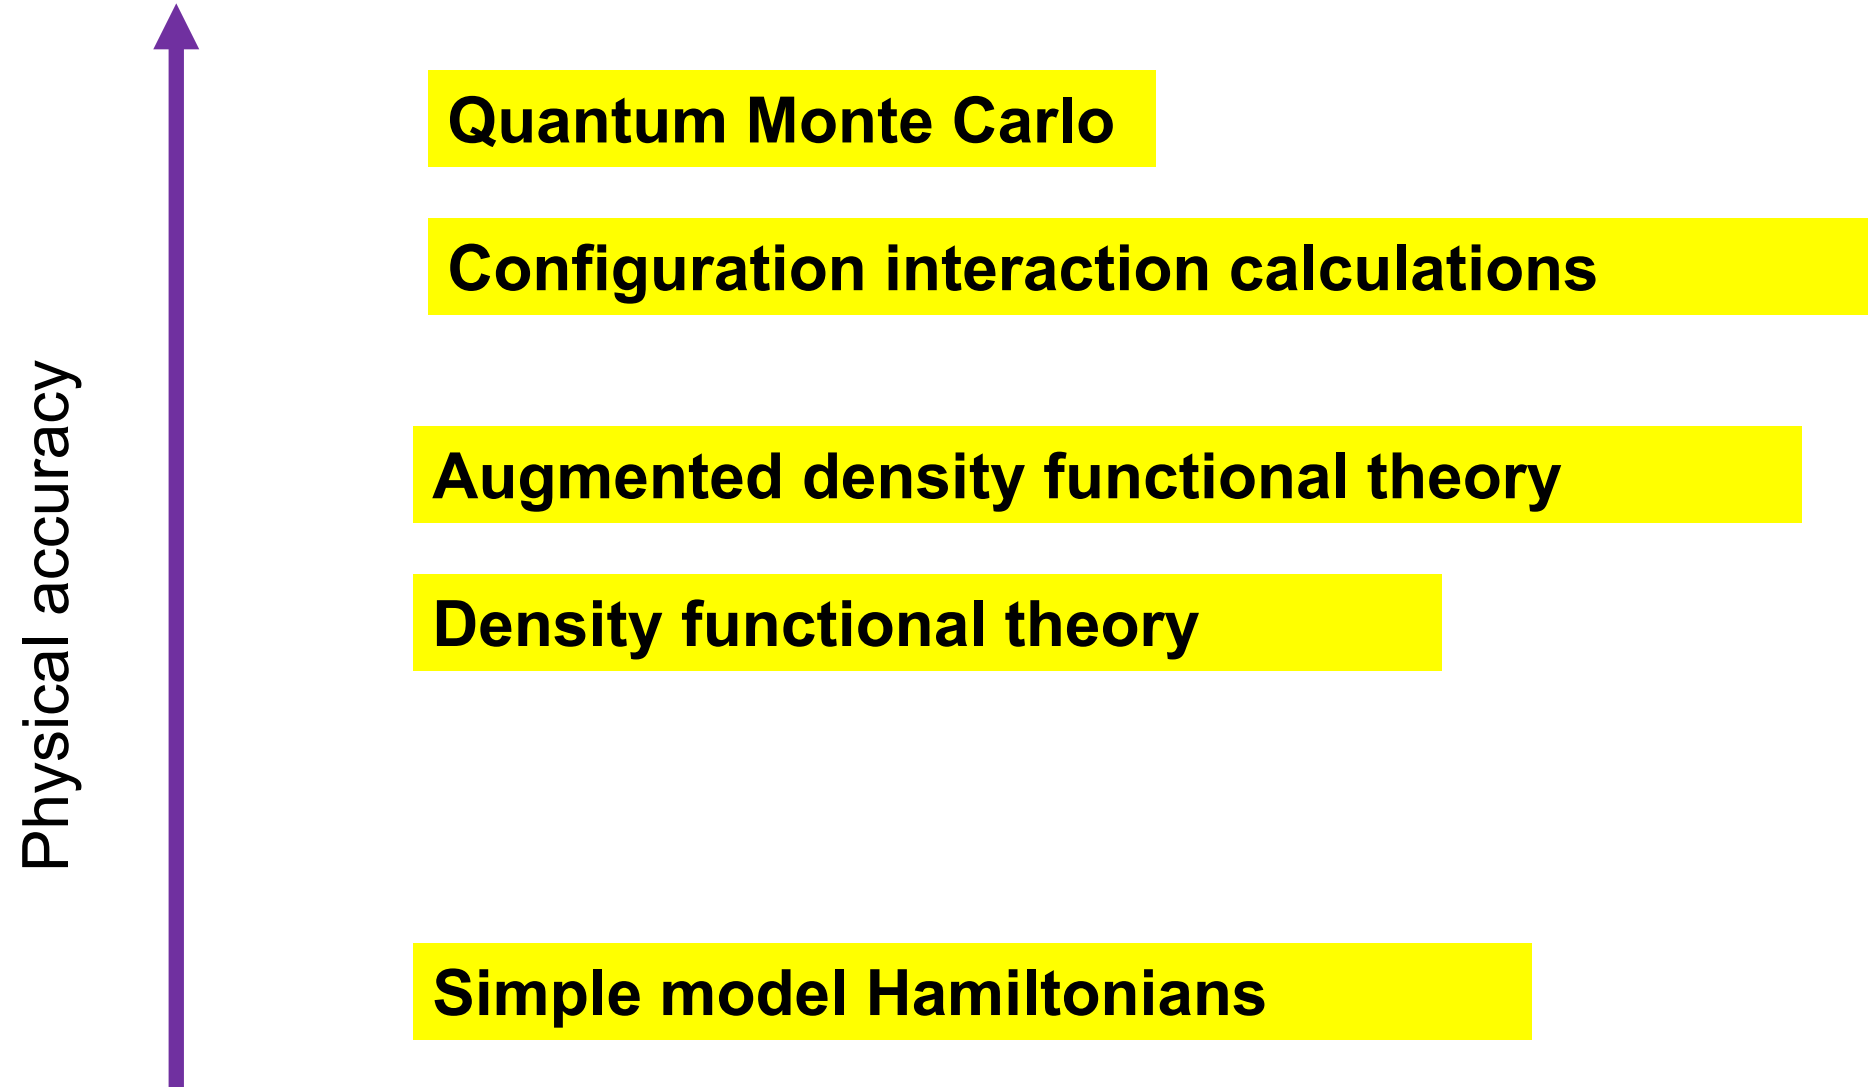 Quantum Monte Carlo
Configuration interaction calculations
Physical accuracy
Augmented density functional theory
Density functional theory
Simple model Hamiltonians